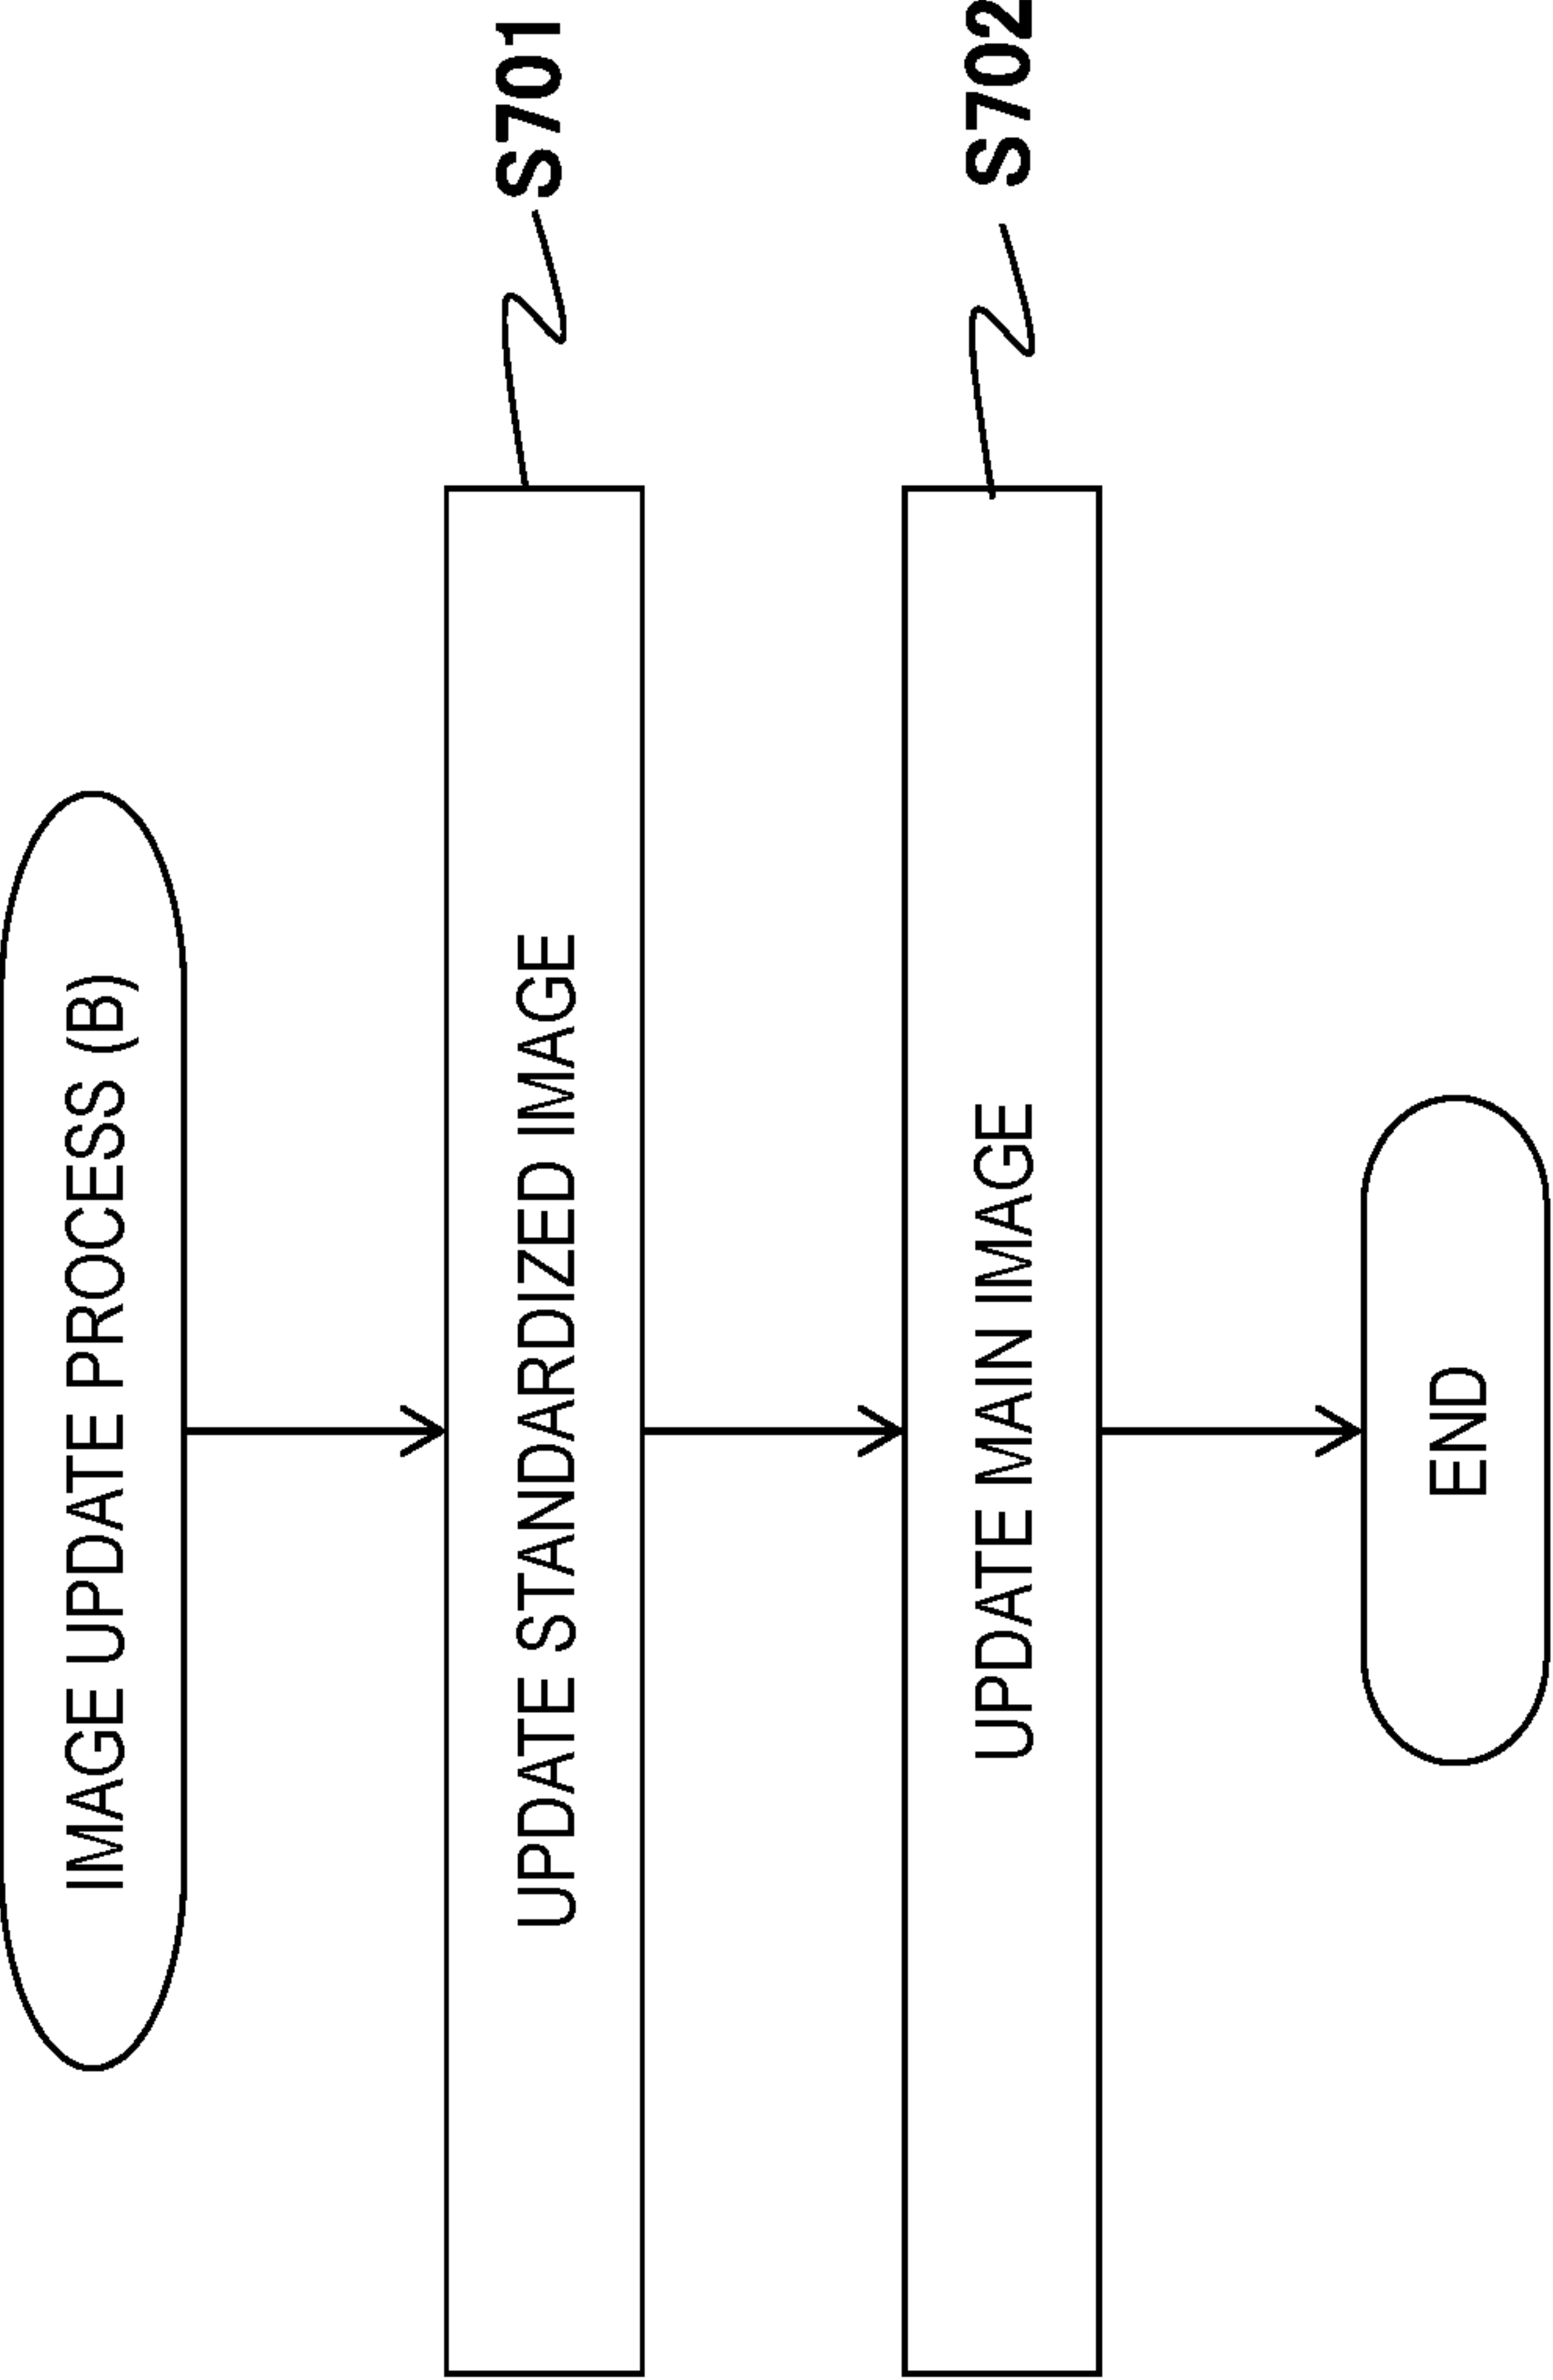 IMAGE UPDATE PROCESS (B)
UPDATE STANDARDIZED IMAGE
S701
UPDATE MAIN IMAGE
S702
END